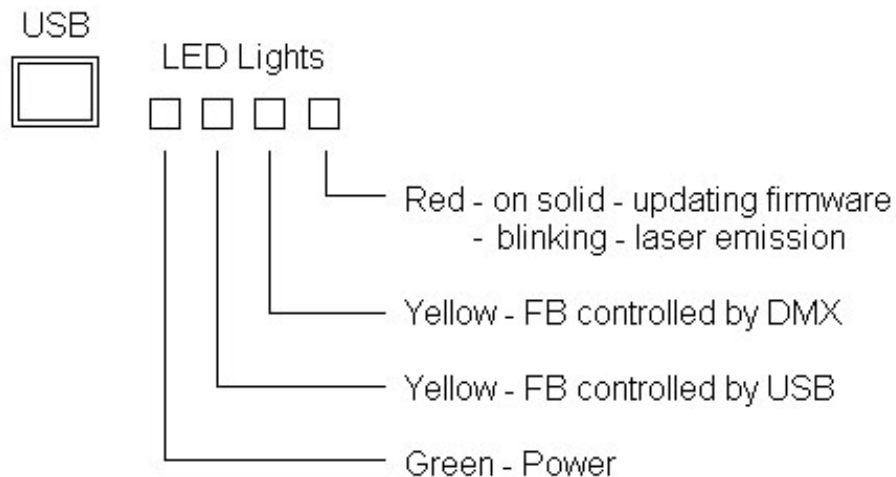 USB
LED Lights
Red - on solid - updating firmware
- blinking - laser emission
Yellow - FB controlled by DMX
Yellow - FB controlled by USB
Green - Power